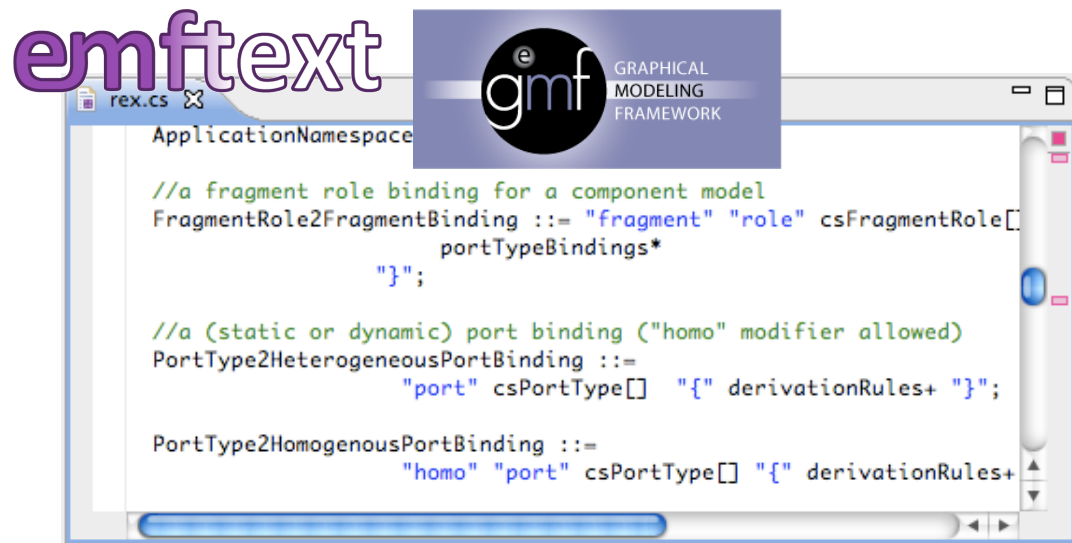 emftext
e
gmf
GRAPHICAL
MODELING
FRAMEWORK
rex.cs
ApplicationNamespace
//a fragment role binding for a component model
FragmentRole2FragmentBinding ::= "fragment" "role" csFragmentRole[]
portTypeBindings*
"}";
//a (static or dynamic) port binding ("homo" modifier allowed)
PortType2HeterogeneousPortBinding ::=
"port" csPortType[] "{" derivationRules+ "}";
PortType2HomogenousPortBinding ::=
"homo" "port" csPortType[] "{" derivationRules+